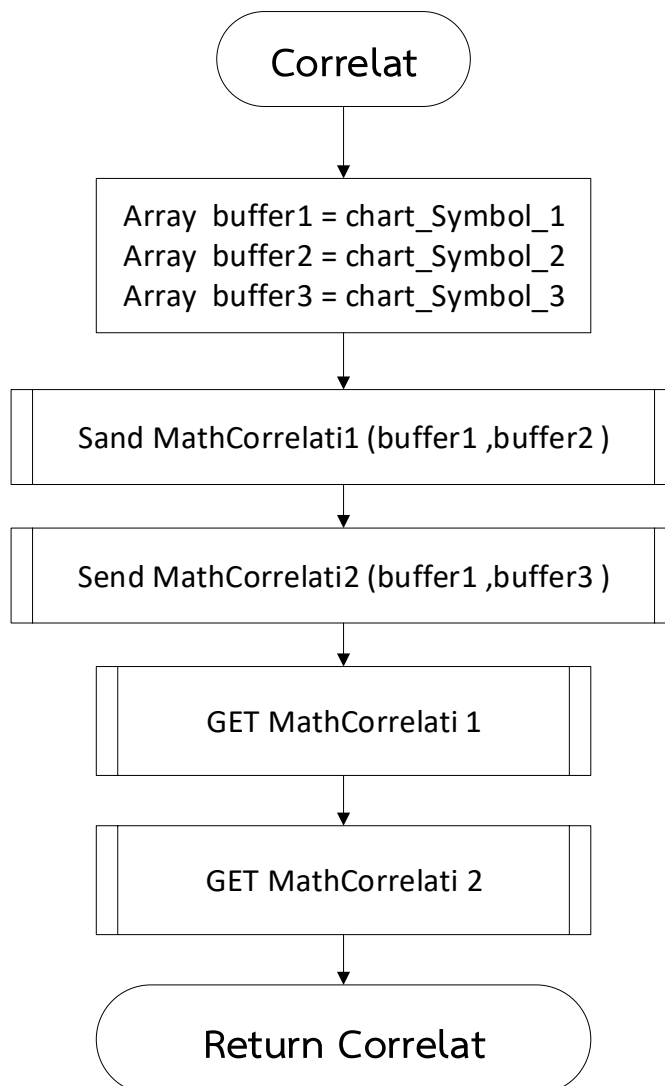 Correlat
Array  buffer1 = chart_Symbol_1
Array  buffer2 = chart_Symbol_2
Array  buffer3 = chart_Symbol_3
Sand MathCorrelati1 (buffer1 ,buffer2 )
Send MathCorrelati2 (buffer1 ,buffer3 )
GET MathCorrelati 1
GET MathCorrelati 2
Return Correlat